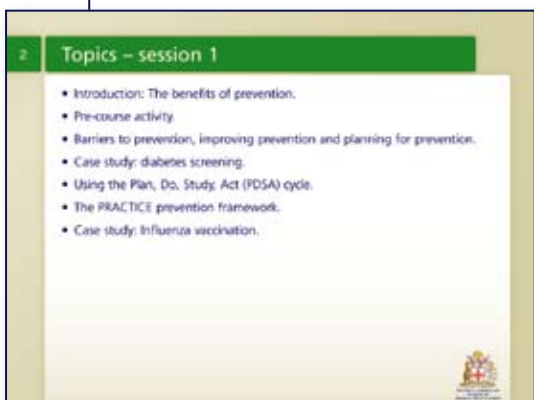 2
Topics – session 1
• Introduction: The benefits of prevention.
• Pre-course activity.
• Barriers to prevention, improving prevention and planning for prevention.
• Case study: diabetes screening.
• Using the Plan, Do, Study, Act (PDSA) cycle.
• The PRACTICE prevention framework.
• Case study: Influenza vaccination.